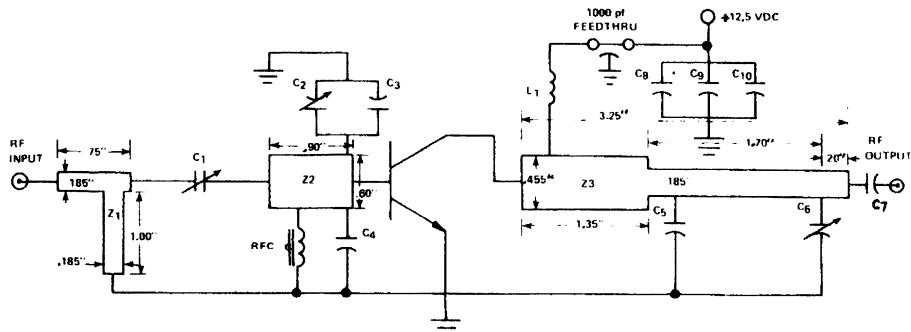 1000 pf
FEEDTHRU
+12,5 VDC
C2
C3
L1
C8
C9
C10
3.25"
RF
INPUT
.75"
C1
.90"
1.70"
.20"
RF
OUTPUT
.185"
Z1
1.00"
.185"
Z2
.60"
.455"
Z3
185
C5
C6
C7
RFC
C4
1.35"